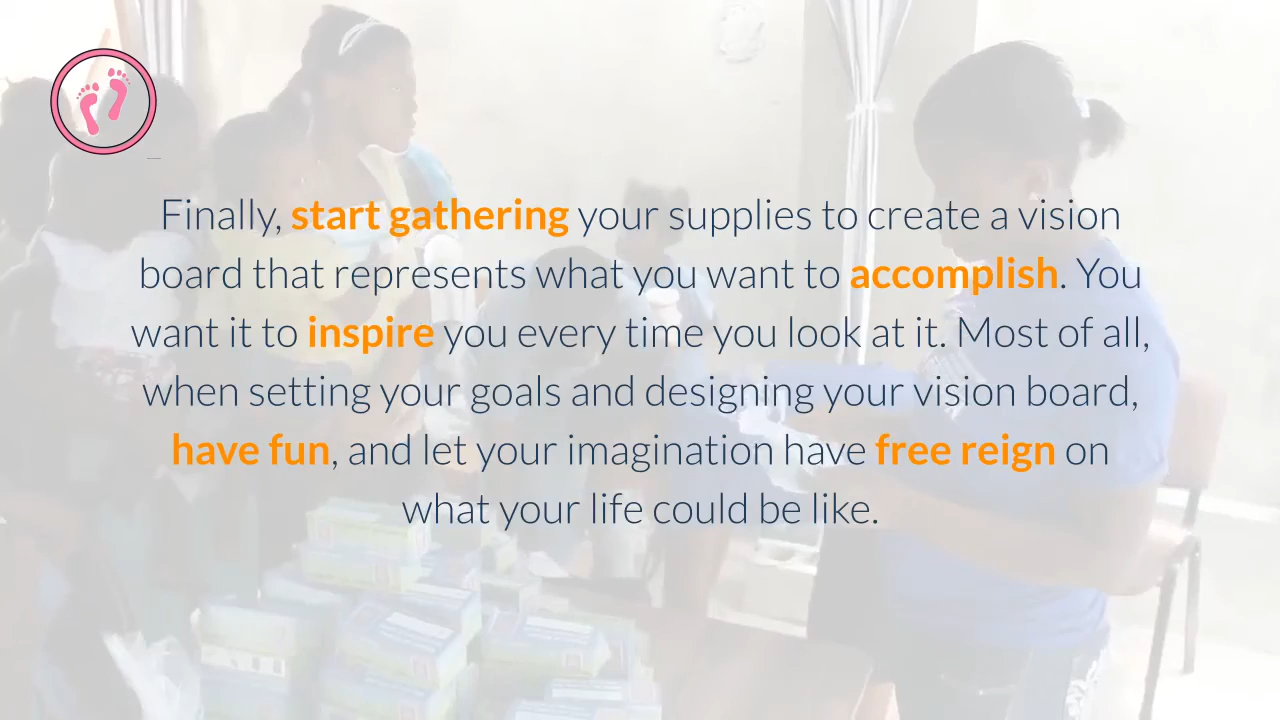 Finally, start gathering your supplies to create a vision
board that represents what you want to accomplish. You
want it to inspire you every time you look at it. Most of all,
when setting your goals and designing your vision board,
have fun, and let your imagination have free reign on
what your life could be like.